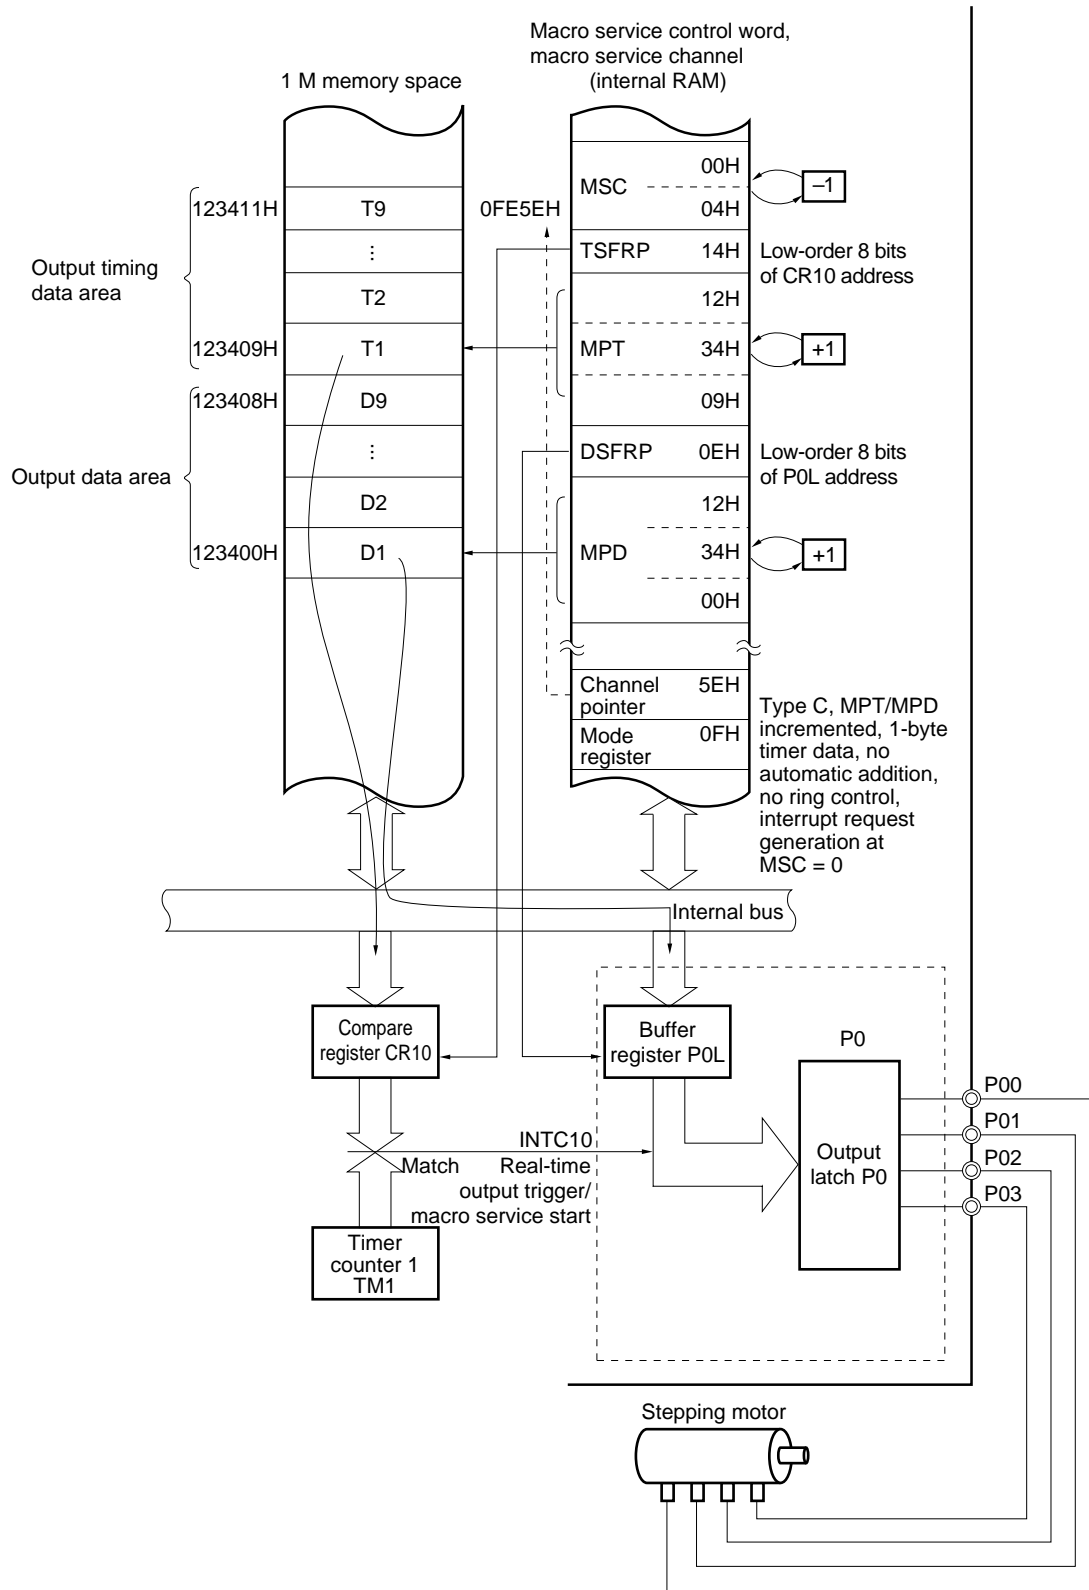 Macro service control word,
macro service channel
(internal RAM)
1 M memory space
MSC
00H
04H
–1
123411H
T9
0FE5EH
TSFRP
14H
Low-order 8 bits
of CR10 address
Output timing
data area
⋮
T2
12H
123409H
T1
MPT
34H
+1
123408H
D9
09H
Output data area
⋮
DSFRP
0EH
Low-order 8 bits
of P0L address
D2
12H
123400H
D1
MPD
34H
+1
00H
Channel
pointer
5EH
Mode
register
0FH
Type C, MPT/MPD
incremented, 1-byte
timer data, no
automatic addition,
no ring control,
interrupt request
generation at
MSC = 0
Internal bus
Compare
register CR10
Buffer
register P0L
P0
P00
P01
P02
P03
Output
latch P0
INTC10
Match
Real-time
output trigger/
macro service start
Timer
counter 1
TM1
Stepping motor